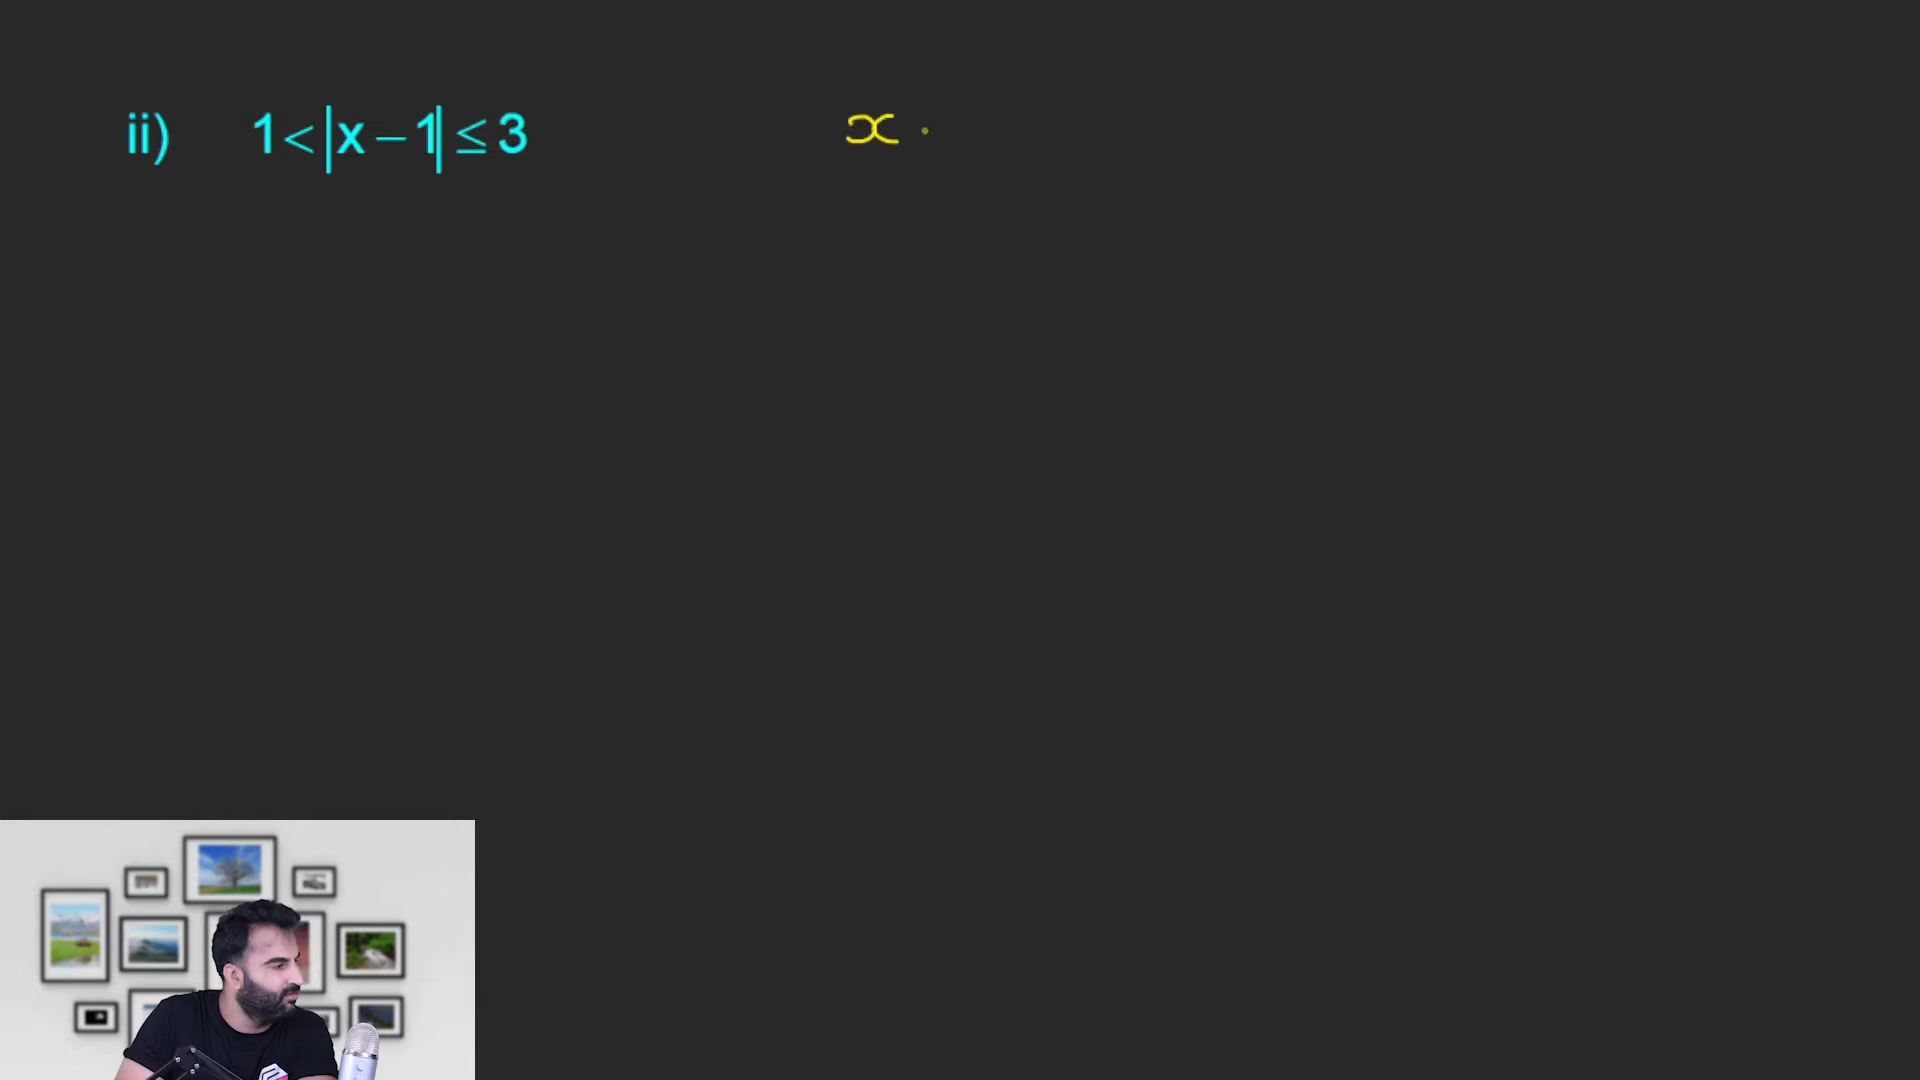 ii) 1 < |x – 1| ≤ 3
x